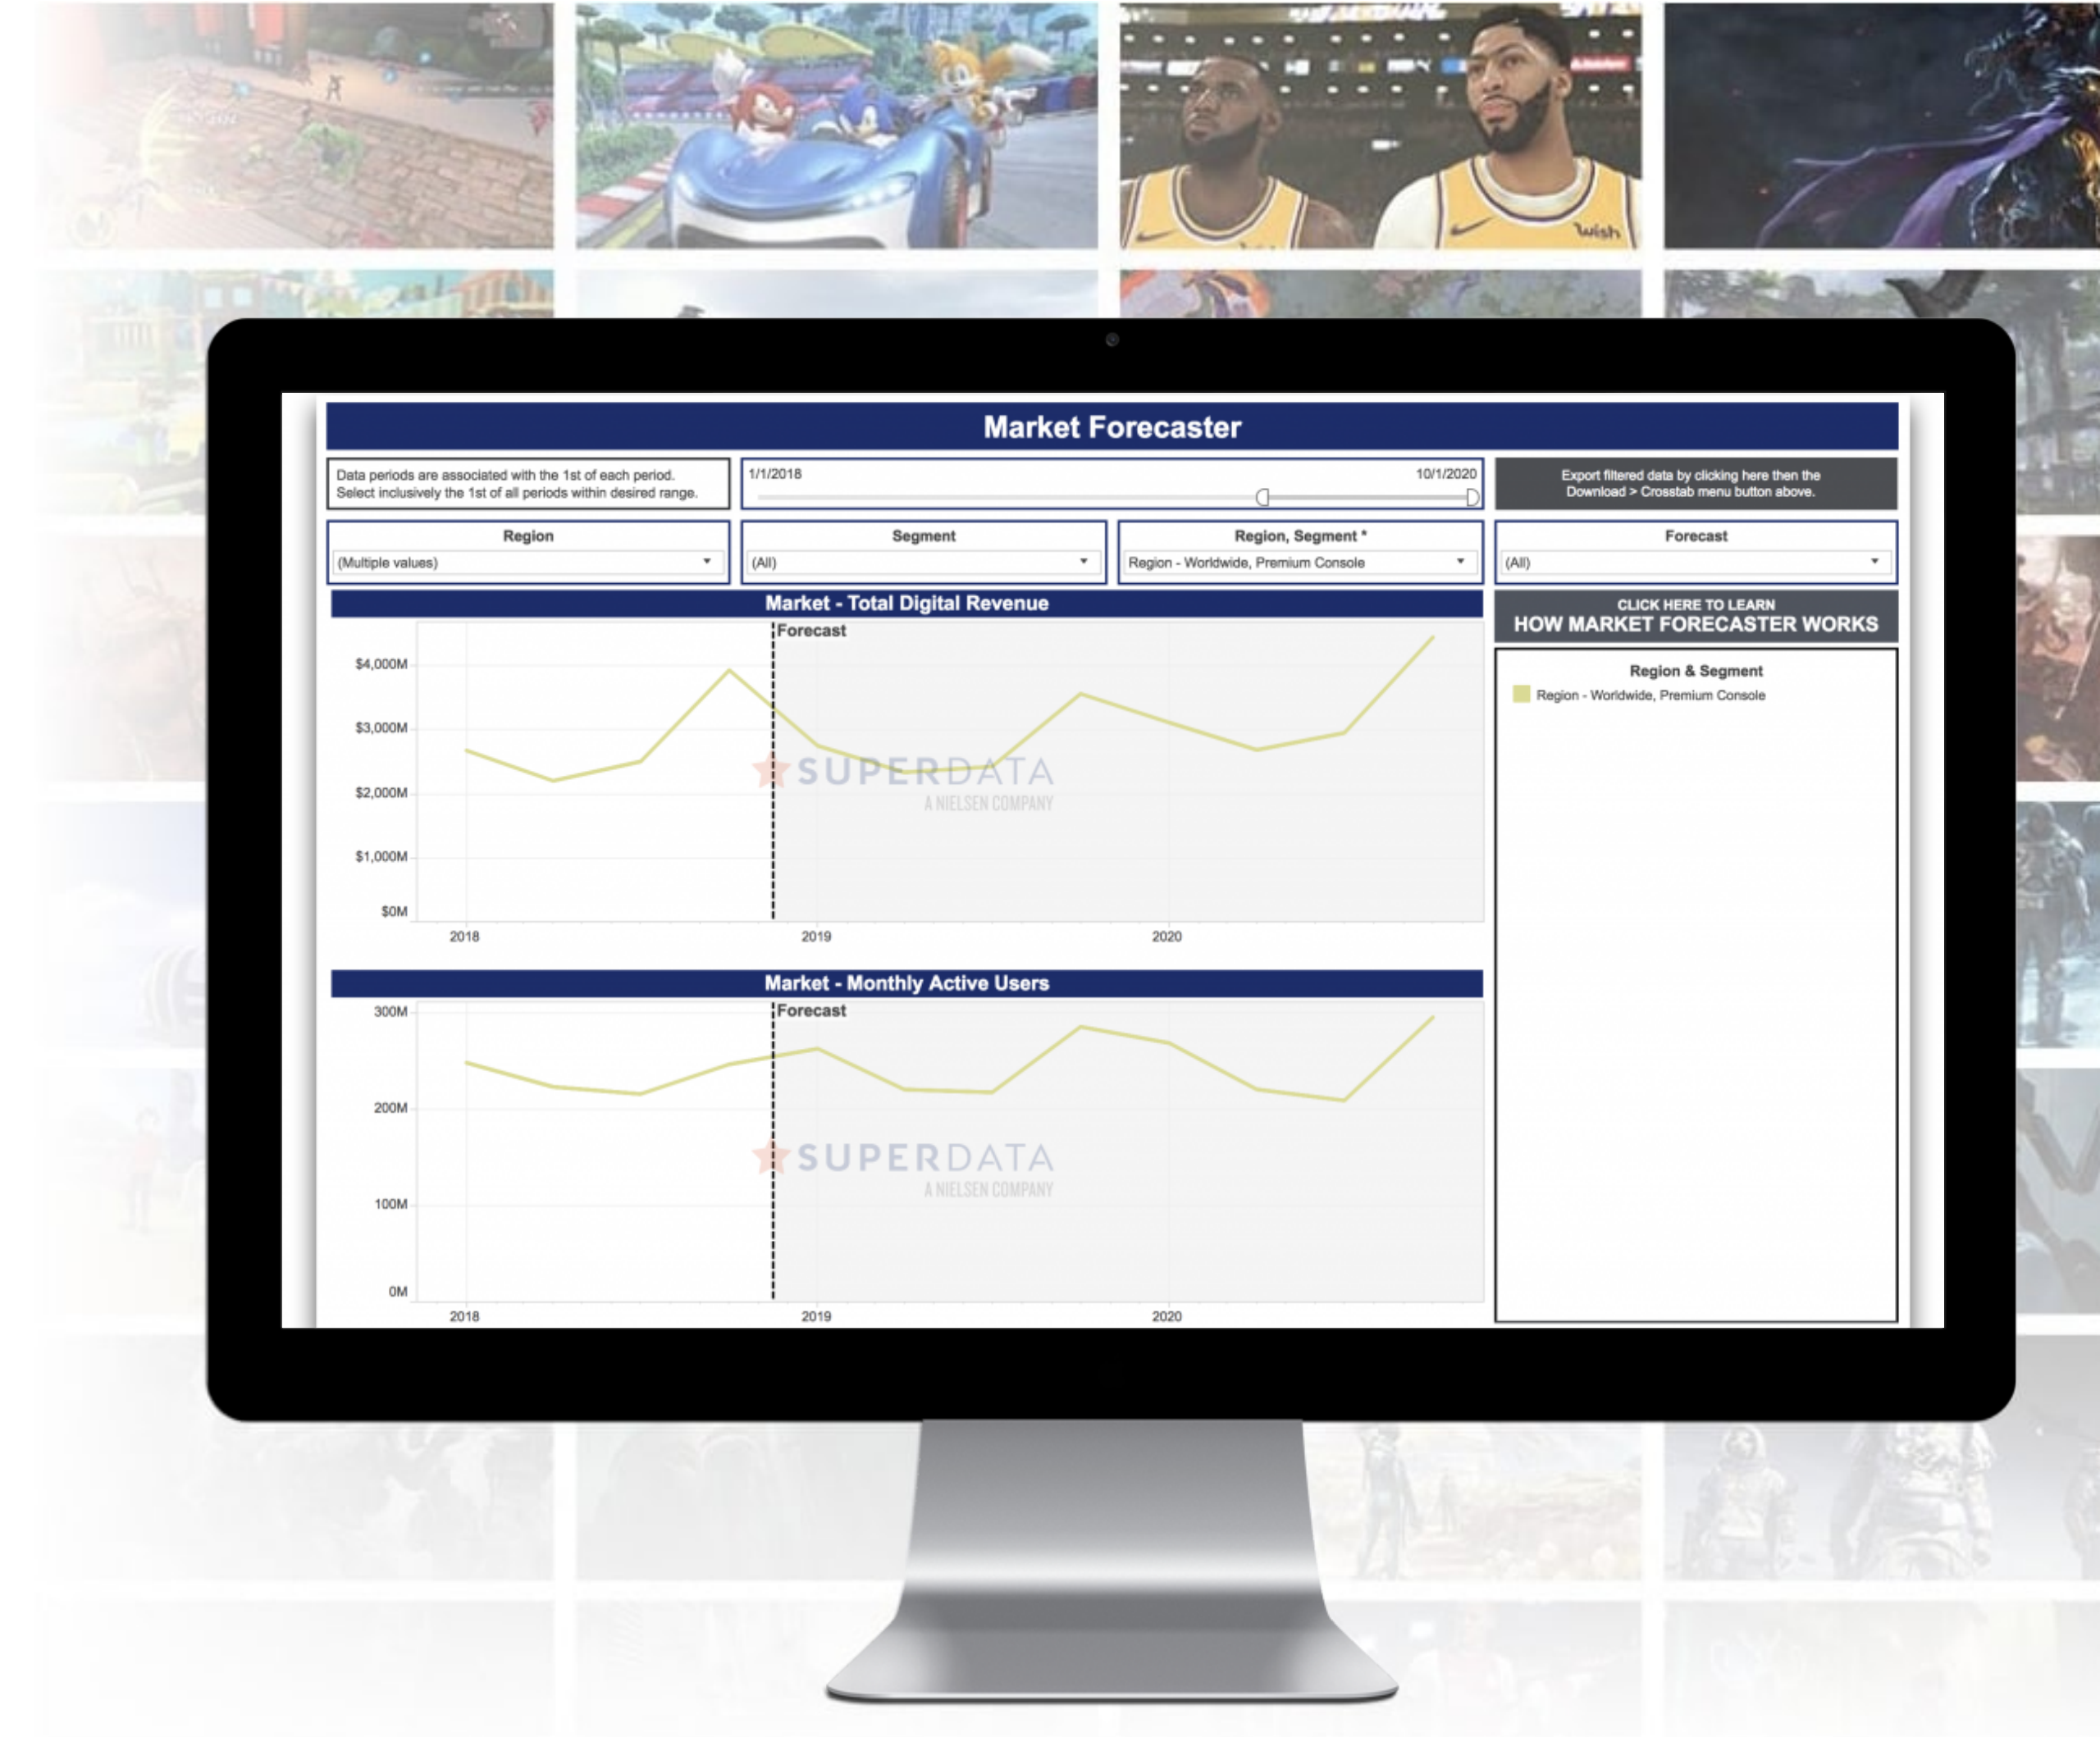 wish
Market Forecaster
Data periods are associated with the 1st of each period.
Select inclusively the 1st of all periods within desired range.
1/1/2018
10/1/2020
Export filtered data by clicking here then the
Download > Crosstab menu button above.
Region
(Multiple values)
Segment
(All)
Region, Segment *
Region - Worldwide, Premium Console
Forecast
(All)
Market - Total Digital Revenue
Forecast
$4,000M
$3,000M
$2,000M
$1,000M
$0M
SUPERDATA
A NIELSEN COMPANY
2018
2019
2020
CLICK HERE TO LEARN
HOW MARKET FORECASTER WORKS
Region & Segment
Region - Worldwide, Premium Console
Market - Monthly Active Users
Forecast
300M
200M
100M
0M
SUPERDATA
A NIELSEN COMPANY
2018
2019
2020